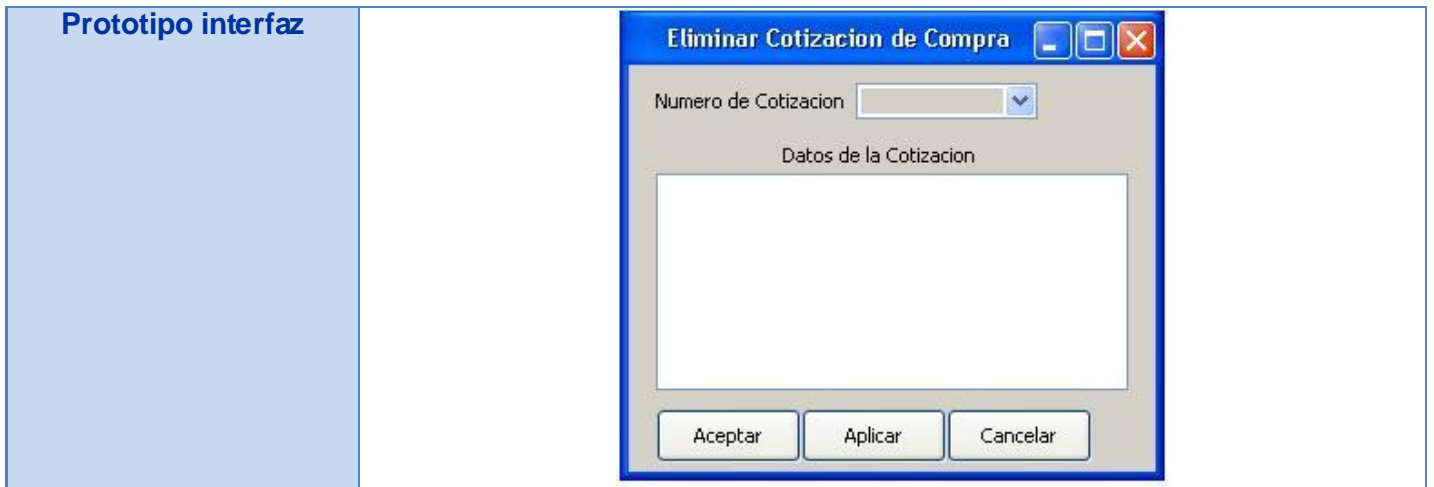 Prototipo interfaz
Eliminar Cotizacion de Compra
Numero de Cotizacion
Datos de la Cotizacion
Aceptar Aplicar Cancelar